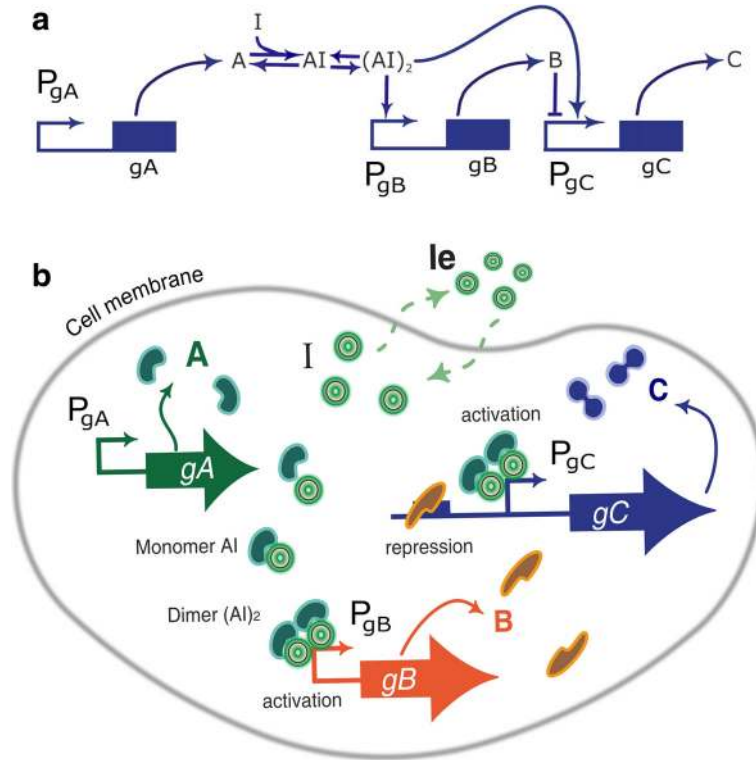 a
I
A AI (AI)₂ B C
PgA
gA
PgB
gB
PgC
gC
b
Cell membrane
Ie
A
I
PgA
gA
C
activation
PgC
gC
repression
Monomer AI
Dimer (AI)₂
PgB
B
gB
activation